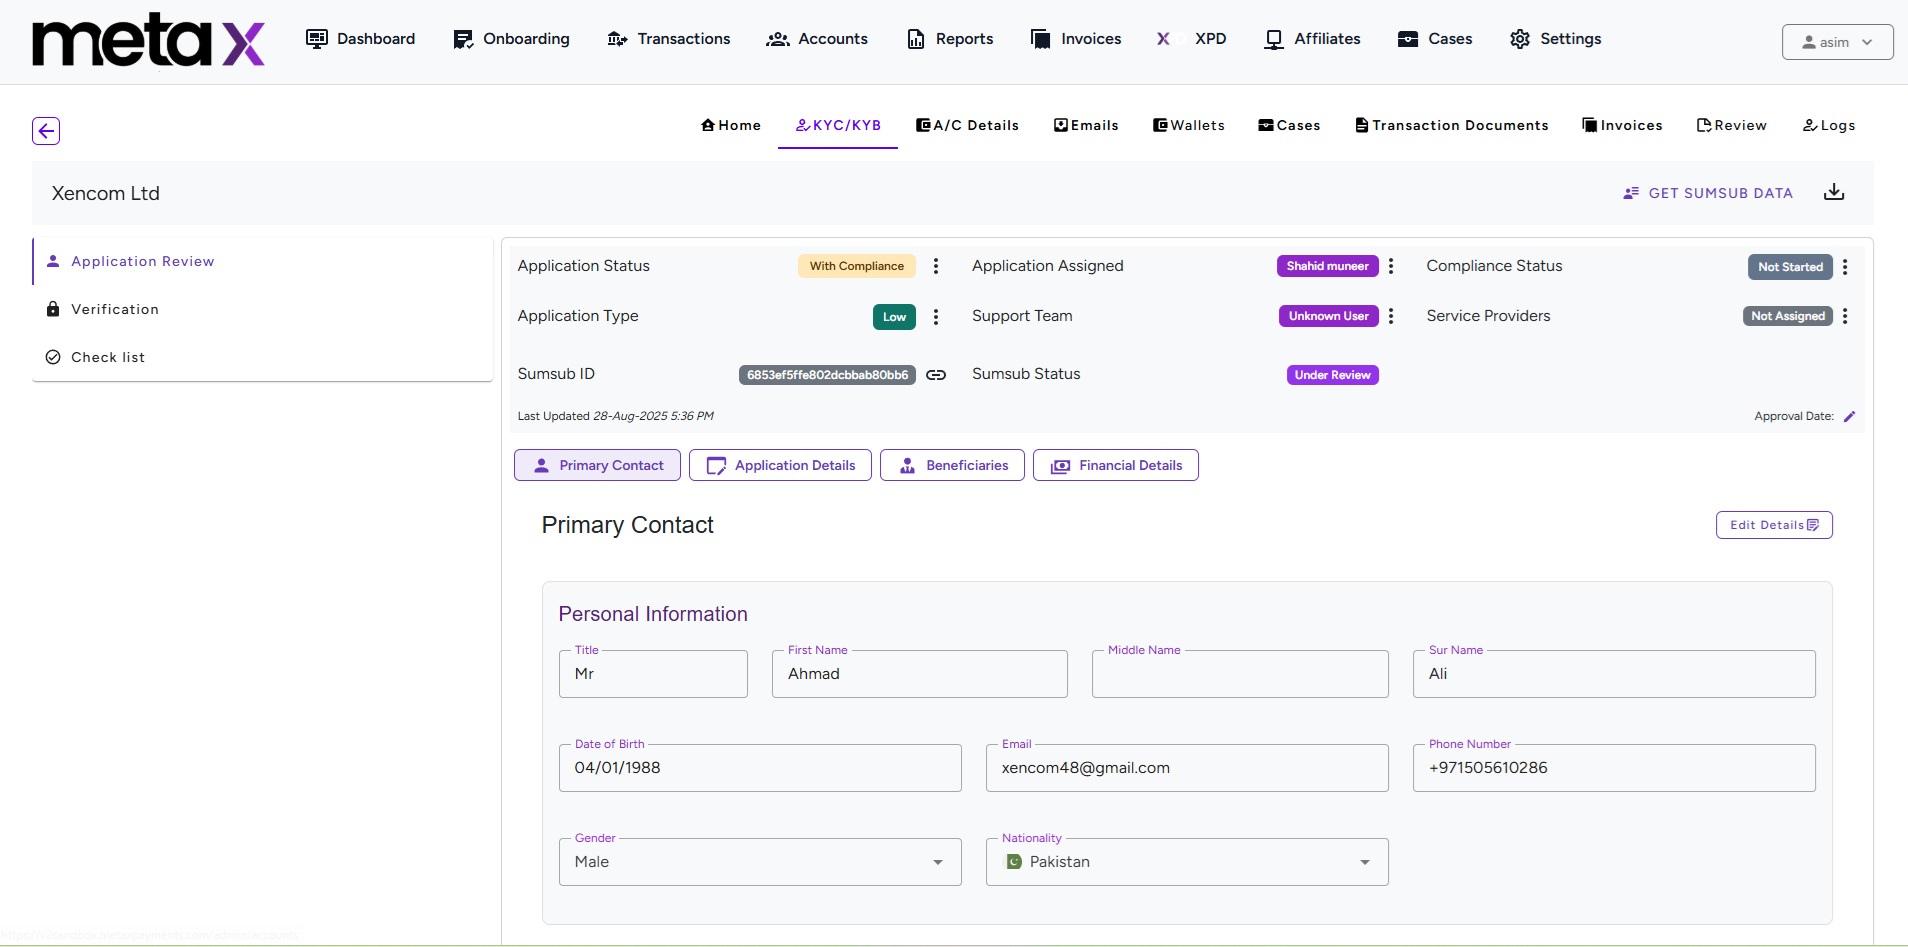 meta X
Dashboard Onboarding Transactions Accounts Reports Invoices XPD Affiliates Cases Settings asim
Home KYC/KYB A/C Details Emails Wallets Cases Transaction Documents Invoices Review Logs
Xencom Ltd GET SUMSUB DATA
Application Review
Verification
Check list
Application Status With Compliance Application Assigned Shahid muneer Compliance Status Not Started
Application Type Low Support Team Unknown User Service Providers Not Assigned
Sumsub ID 6853ef5ffe802dcbbab80bb6 Sumsub Status Under Review
Last Updated 28-Aug-2025 5:36 PM Approval Date:
Primary Contact Application Details Beneficiaries Financial Details
Primary Contact Edit Details
Personal Information
Title First Name Middle Name Sur Name
Mr Ahmad Ali
Date of Birth Email Phone Number
04/01/1988 xencom48@gmail.com +971505610286
Gender Nationality
Male Pakistan